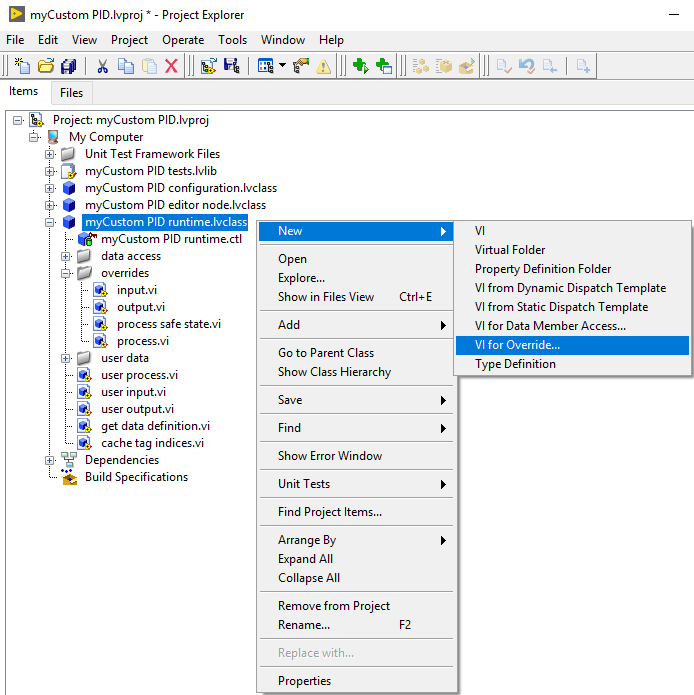 myCustom PID.lvproj * - Project Explorer
File Edit View Project Operate Tools Window Help
Items Files
Project: myCustom PID.lvproj
My Computer
Unit Test Framework Files
myCustom PID tests.lvlib
myCustom PID configuration.lvclass
myCustom PID editor node.lvclass
myCustom PID runtime.lvclass
myCustom PID runtime.ctl
data access
overrides
input.vi
output.vi
process safe state.vi
process.vi
user data
user process.vi
user input.vi
user output.vi
get data definition.vi
cache tag indices.vi
Dependencies
Build Specifications
New
Open
Explore...
Show in Files View Ctrl+E
Add
Go to Parent Class
Show Class Hierarchy
Save
Find
Show Error Window
Unit Tests
Find Project Items...
Arrange By
Expand All
Collapse All
Remove from Project
Rename... F2
Replace with...
Properties
VI
Virtual Folder
Property Definition Folder
VI from Dynamic Dispatch Template
VI from Static Dispatch Template
VI for Data Member Access...
VI for Override...
Type Definition